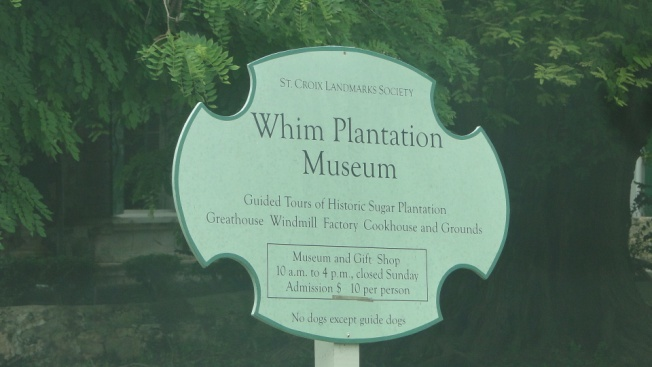 St. Croix Landmarks Society
Whim Plantation
Museum
Guided Tours of Historic Sugar Plantation
Greathouse Windmill Factory Cookhouse and Grounds
Museum and Gift Shop
10 a.m. to 4 p.m., closed Sunday
Admission $ 10 per person
No dogs except guide dogs